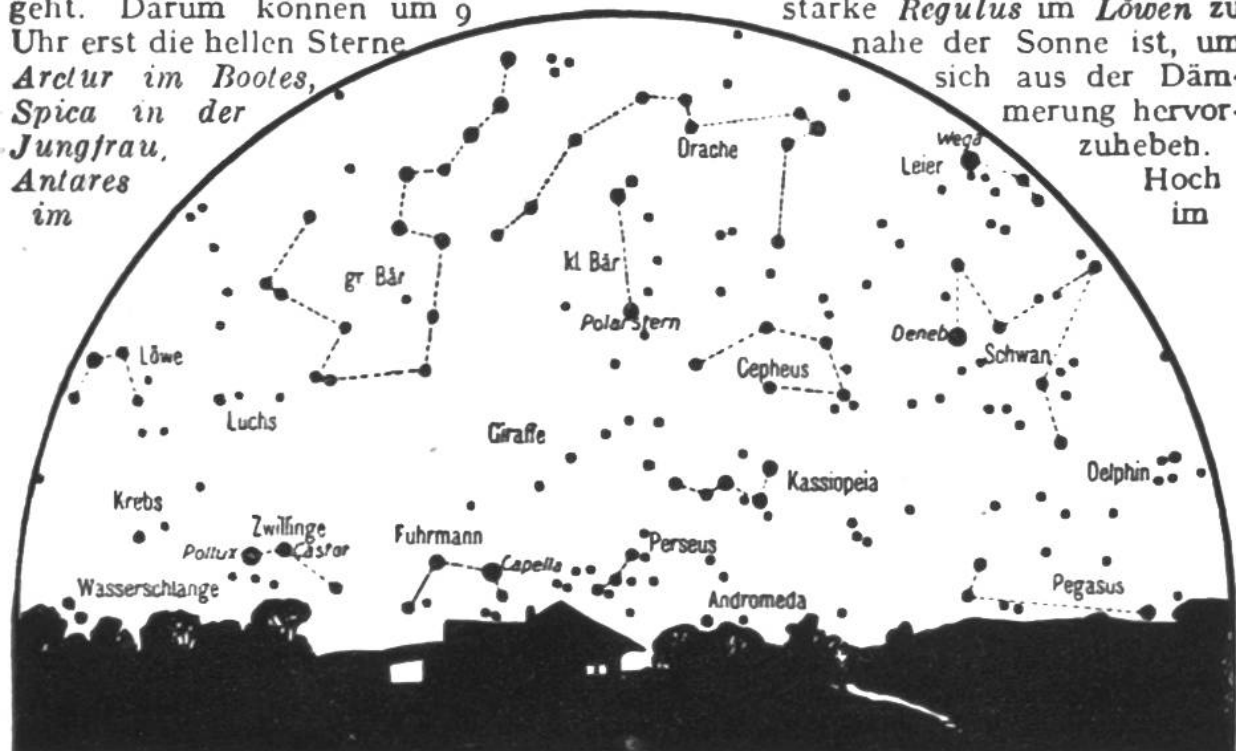 geht. Darum können um 9
Uhr erst die hellen Sterne
Arctur im Bootes,
Spica in der
Jungfrau,
Antares
im
starke Regulus im Löwen zu
nahe der Sonne ist, um
sich aus der Däm-
merung hervor-
zuheben.
Hoch
im
Drache
Wega
Leier
gr Bär
kl Bär
Polarstern
Deneb
Schwan
Löwe
Cepheus
Luchs
Giraffe
Kassiopeia
Delphin
Krebs
Zwillinge
Pollux
Castor
Fuhrmann
Capella
Perseus
Wasserschlange
Andromeda
Pegasus